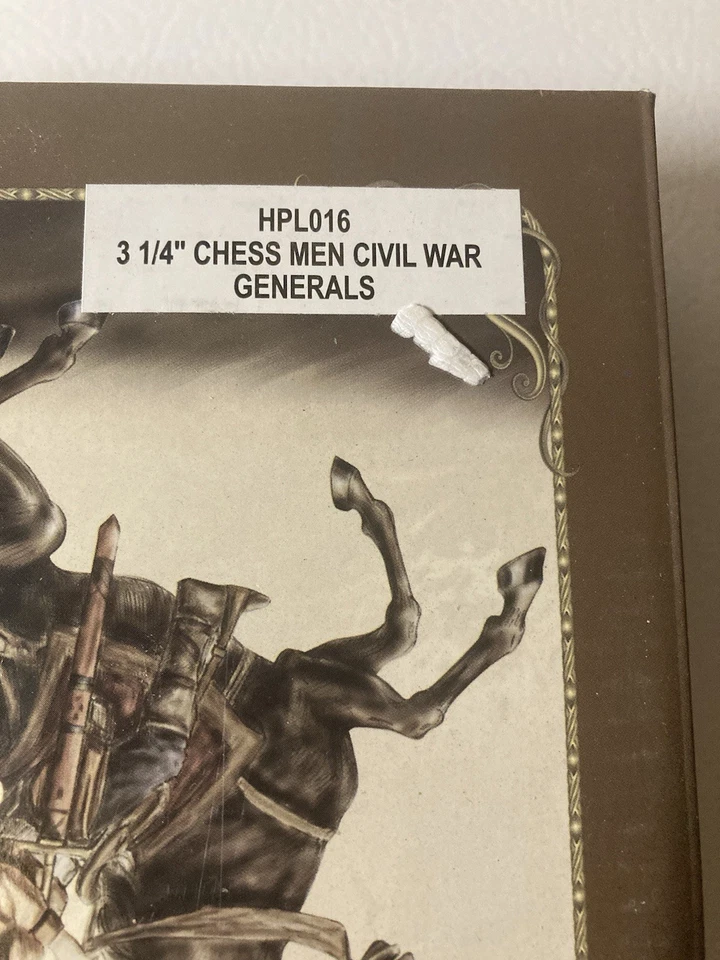 HPL016
3 1/4" CHESS MEN CIVIL WAR
GENERALS